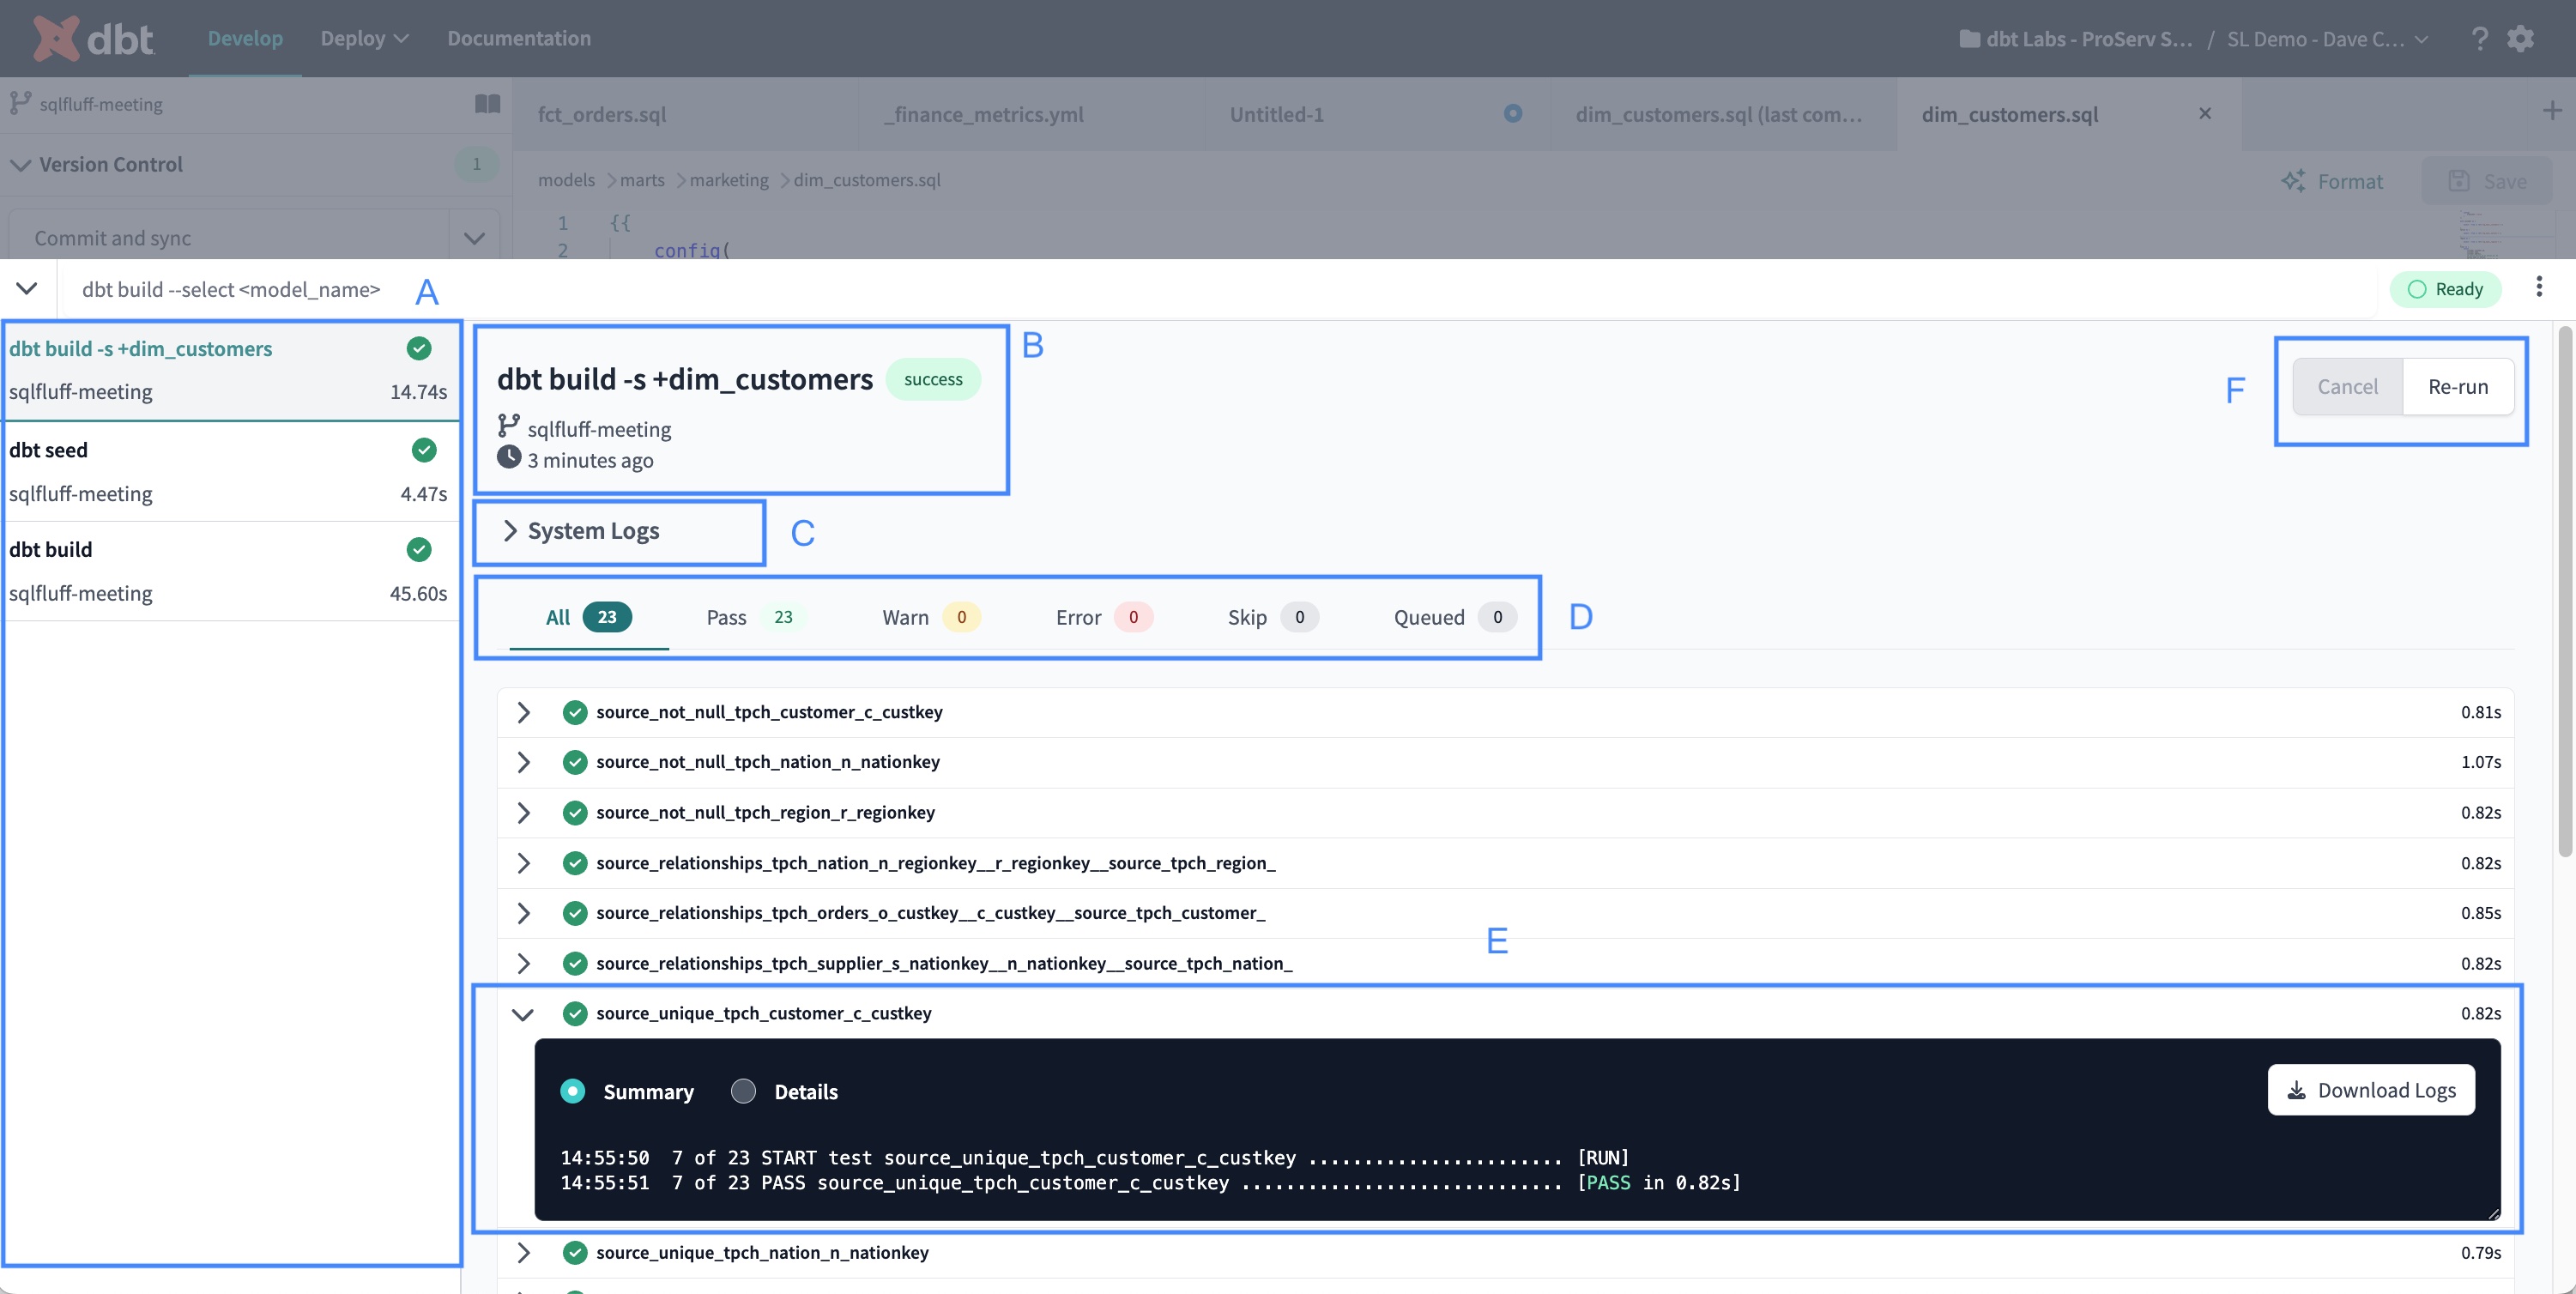 dbt Develop Deploy Documentation dbt Labs - ProServ S... / SL Demo - Dave C... ?
sqlfluff-meeting
fct_orders.sql _finance_metrics.yml Untitled-1 dim_customers.sql (last com... dim_customers.sql × +
Version Control 1
models > marts > marketing > dim_customers.sql Format Save
Commit and sync
1 {{
2 config(
dbt build --select <model_name> A Ready
dbt build -s +dim_customers
sqlfluff-meeting 14.74s
dbt seed
sqlfluff-meeting 4.47s
dbt build
sqlfluff-meeting 45.60s
B
dbt build -s +dim_customers success
sqlfluff-meeting
3 minutes ago
F Cancel Re-run
System Logs C
All 23 Pass 23 Warn 0 Error 0 Skip 0 Queued 0 D
source_not_null_tpch_customer_c_custkey 0.81s
source_not_null_tpch_nation_n_nationkey 1.07s
source_not_null_tpch_region_r_regionkey 0.82s
source_relationships_tpch_nation_n_regionkey__r_regionkey__source_tpch_region_ 0.82s
source_relationships_tpch_orders_o_custkey__c_custkey__source_tpch_customer_ 0.85s
E
source_relationships_tpch_supplier_s_nationkey__n_nationkey__source_tpch_nation_ 0.82s
source_unique_tpch_customer_c_custkey 0.82s
Summary Details Download Logs
14:55:50 7 of 23 START test source_unique_tpch_customer_c_custkey ....................... [RUN]
14:55:51 7 of 23 PASS source_unique_tpch_customer_c_custkey ............................. [PASS in 0.82s]
source_unique_tpch_nation_n_nationkey 0.79s